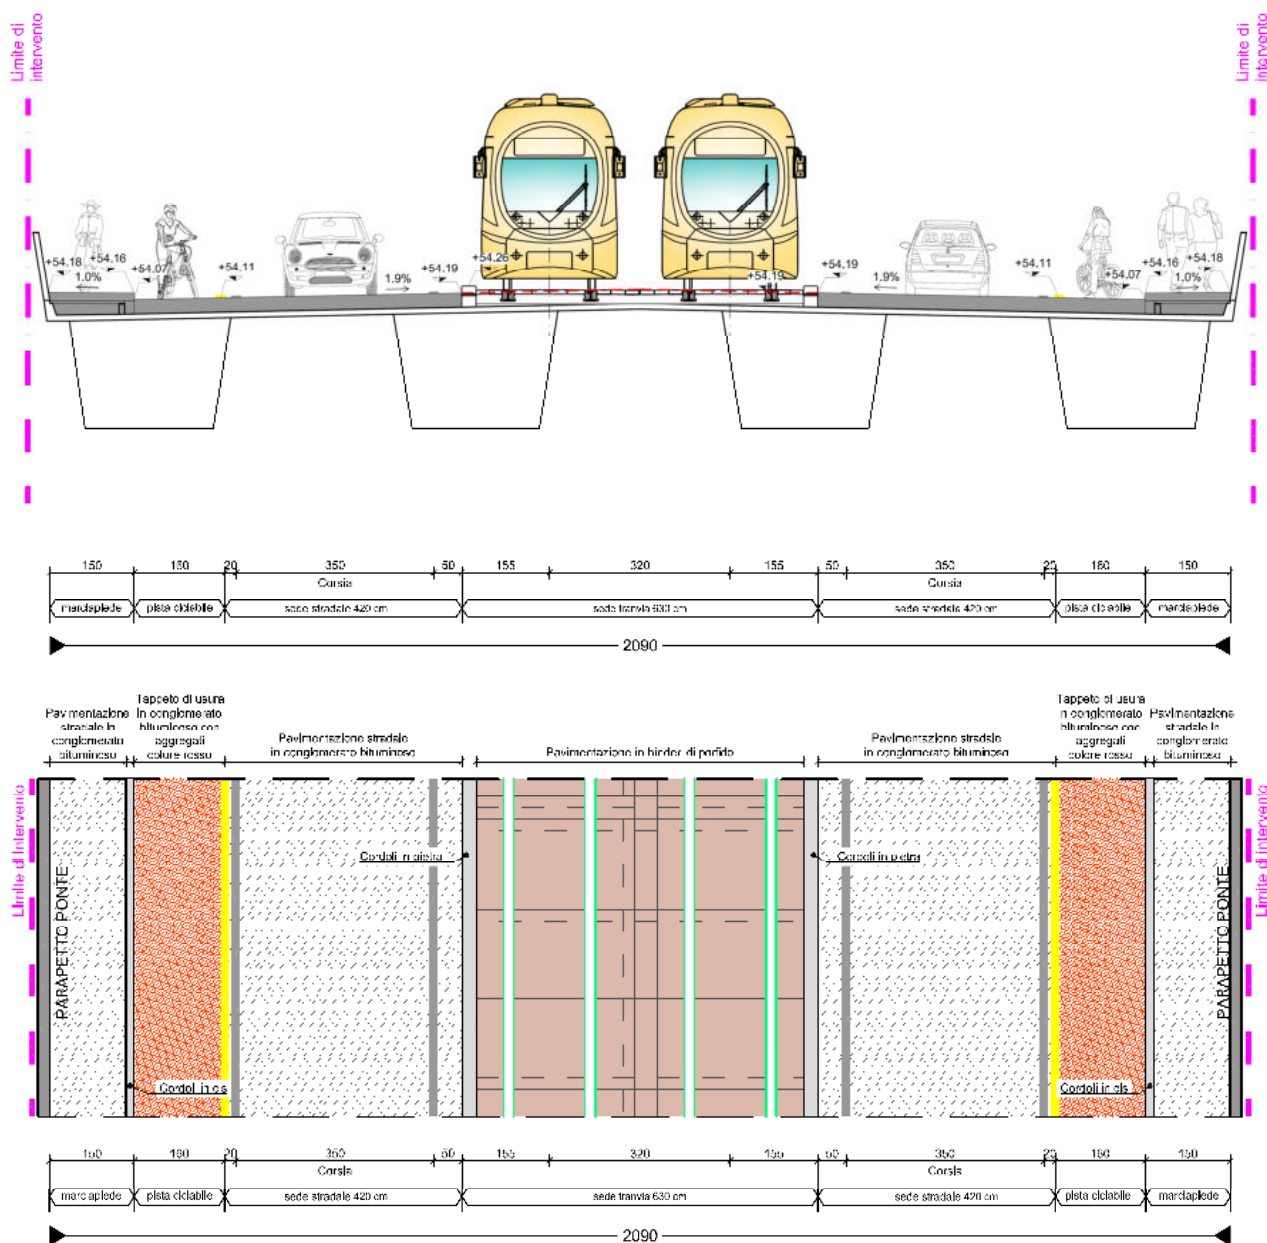 Limite di
intervento
Limite di
intervento
+54.18
+54.16
1.0%
+54.07
+54.11
1.9%
+54.19
+54.26
+54.19
+54.19
1.9%
+54.11
+54.07
+54.16
+54.18
1.0%
150
160
20
350
50
155
320
155
50
350
20
160
150
Corsia
Corsia
marciapiede
pista ciclabile
sede stradale 420 cm
sede tranvia 630 cm
sede stradale 420 cm
pista ciclabile
marciapiede
2090
Pavimentazione
stradale in
conglomerato
bituminoso
Tappeto di usura
in conglomerato
bituminoso con
aggregati
colore rosso
Pavimentazione stradale
in conglomerato bituminoso
Pavimentazione in binder di porfido
Pavimentazione stradale
in conglomerato bituminoso
Tappeto di usura
in conglomerato
bituminoso con
aggregati
colore rosso
Pavimentazione
stradale in
conglomerato
bituminoso
Limite di intervento
PARAPETTO PONTE
Cordoli in pietra
Cordoli in pietra
Cordoli in cls
Cordoli in cls
PARAPETTO PONTE
Limite di intervento
150
160
20
350
50
155
320
155
50
350
20
160
150
Corsia
Corsia
marciapiede
pista ciclabile
sede stradale 420 cm
sede tranvia 630 cm
sede stradale 420 cm
pista ciclabile
marciapiede
2090